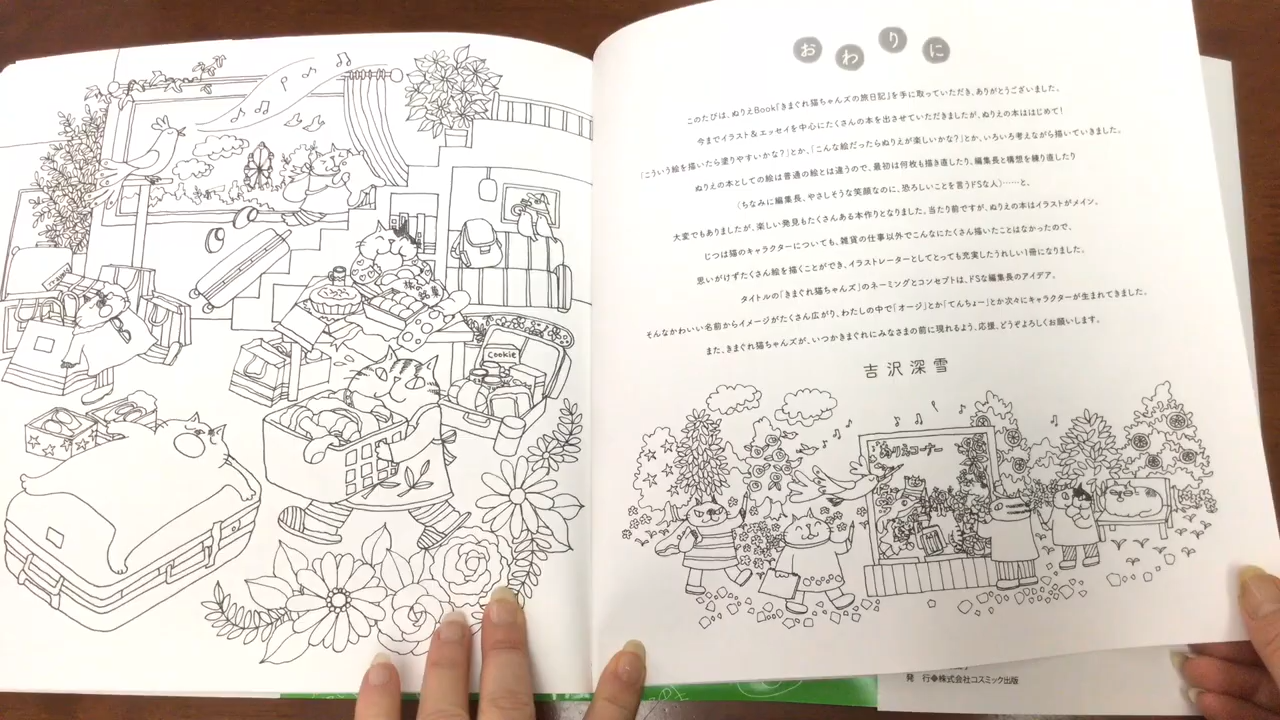 旅の銘菓
Cookie
おわりに
このたびは、ぬりえBook『きまぐれ猫ちゃんズの旅日記』を手に取っていただき、ありがとうございました。
今までイラスト&エッセイを中心にたくさんの本を出させていただきましたが、ぬりえの本ははじめて!
「こういう絵を描いたら塗りやすいかな?」とか、「こんな絵だったらぬりえが楽しいかな?」とか、いろいろ考えながら描いていきました。
ぬりえの本としての絵は普通の絵とは違うので、最初は何枚も描き直したり、編集長と構想を練り直したり
(ちなみに編集長、やさしそうな笑顔なのに、恐ろしいことを言うドSな人)……と、
大変でもありましたが、楽しい発見もたくさんある本作りとなりました。当たり前ですが、ぬりえの本はイラストがメイン。
じつは猫のキャラクターについても、雑貨の仕事以外でこんなにたくさん描いたことはなかったので、
思いがけずたくさん絵を描くことができ、イラストレーターとしてとっても充実したうれしい1冊になりました。
タイトルの「きまぐれ猫ちゃんズ」のネーミングとコンセプトは、ドSな編集長のアイデア。
そんなかわいい名前からイメージがたくさん広がり、わたしの中で「オージ」とか「てんちょー」とか次々にキャラクターが生まれてきました。
また、きまぐれ猫ちゃんズが、いつかきまぐれにみなさまの前に現れるよう、応援、どうぞよろしくお願いします。
吉沢深雪
ぬりえコーナー
発 行 株式会社コスミック出版